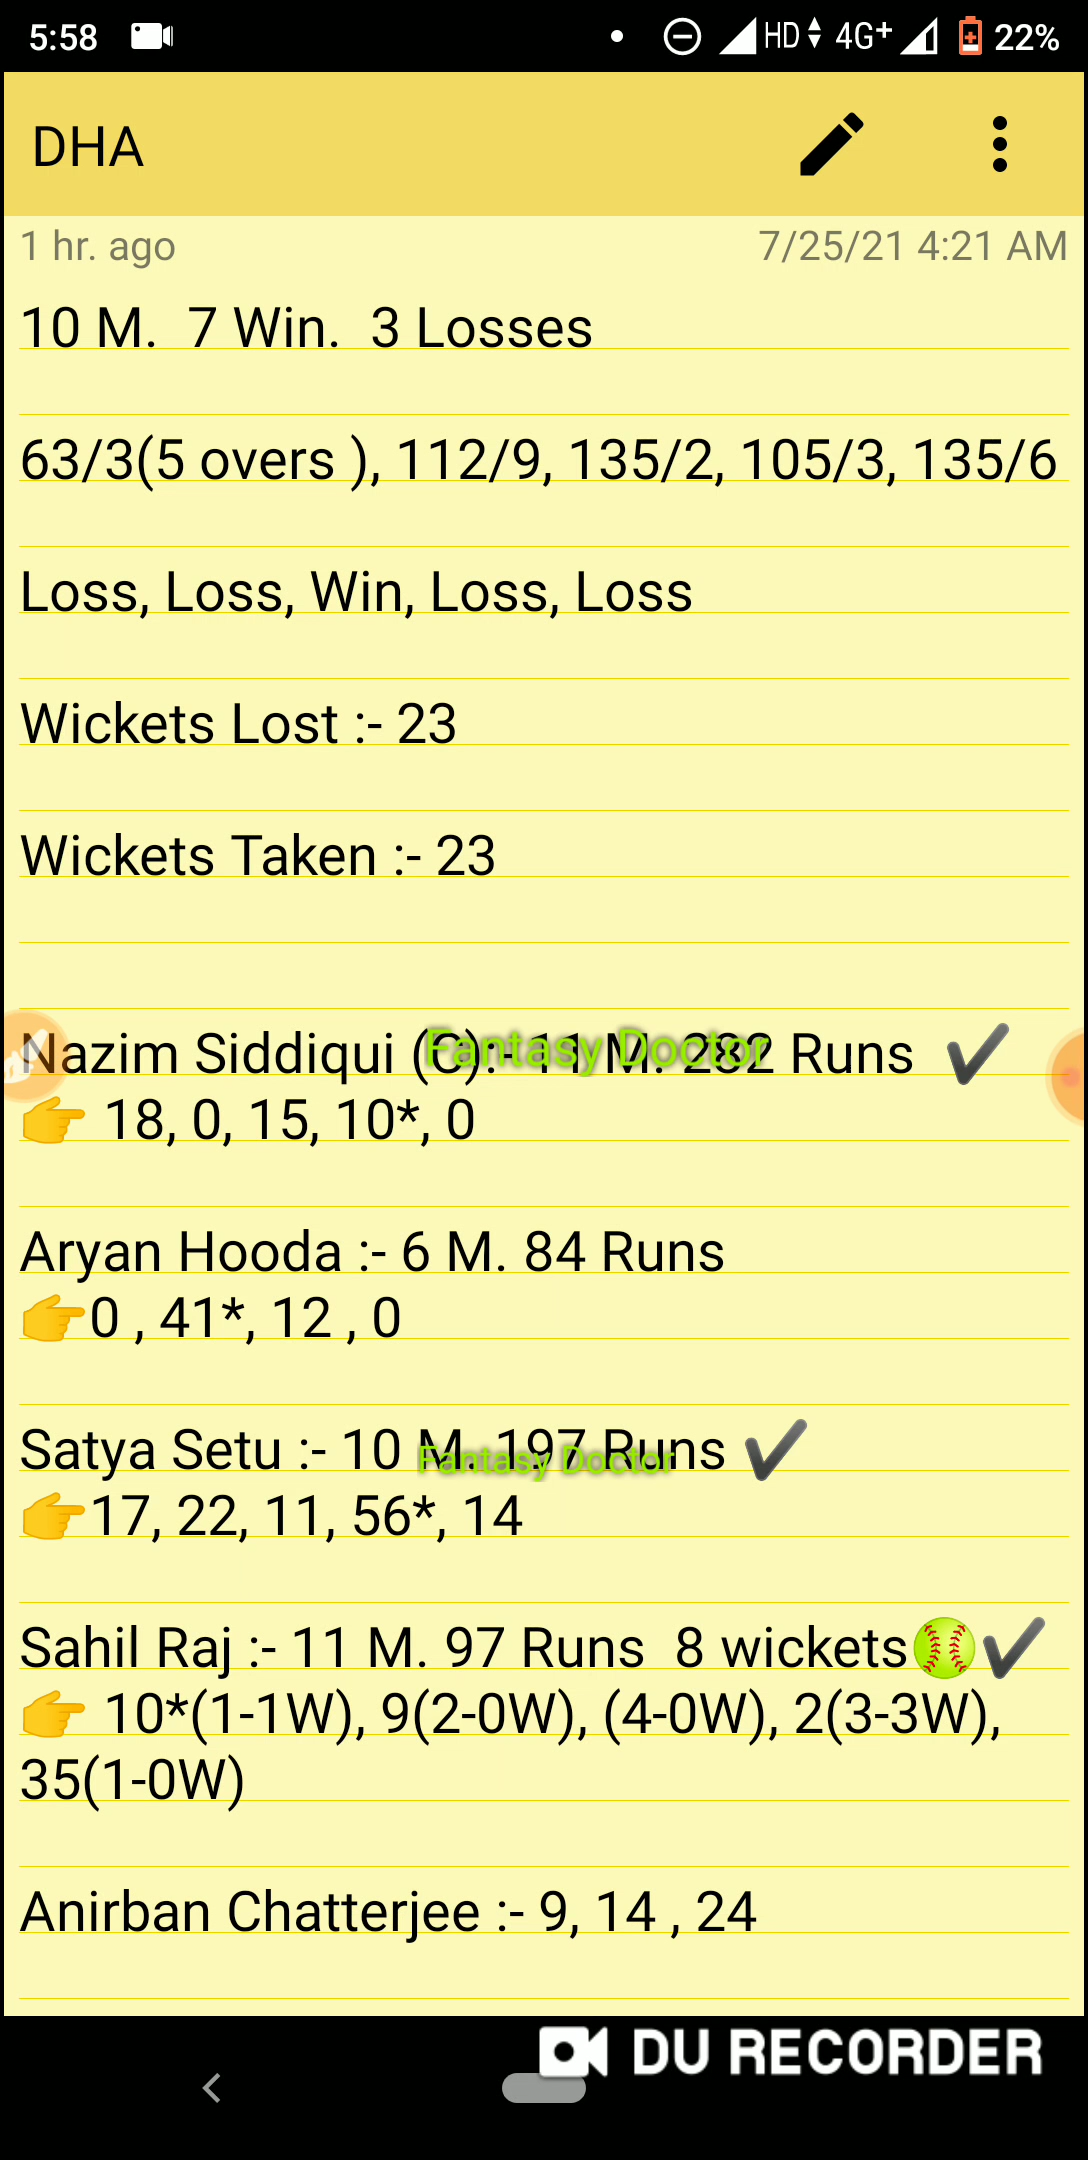 5:58 HD 4G+ 22%
DHA
1 hr. ago 7/25/21 4:21 AM
10 M. 7 Win. 3 Losses
63/3(5 overs ), 112/9, 135/2, 105/3, 135/6
Loss, Loss, Win, Loss, Loss
Wickets Lost :- 23
Wickets Taken :- 23
Nazim Siddiqui (C):- 11 M. 282 Runs ✔
Fantasy Doctor
👉 18, 0, 15, 10*, 0
Aryan Hooda :- 6 M. 84 Runs
👉0 , 41*, 12 , 0
Satya Setu :- 10 M. 197 Runs ✔
Fantasy Doctor
👉17, 22, 11, 56*, 14
Sahil Raj :- 11 M. 97 Runs 8 wickets🥎✔
👉 10*(1-1W), 9(2-0W), (4-0W), 2(3-3W),
35(1-0W)
Anirban Chatterjee :- 9, 14 , 24
DU RECORDER